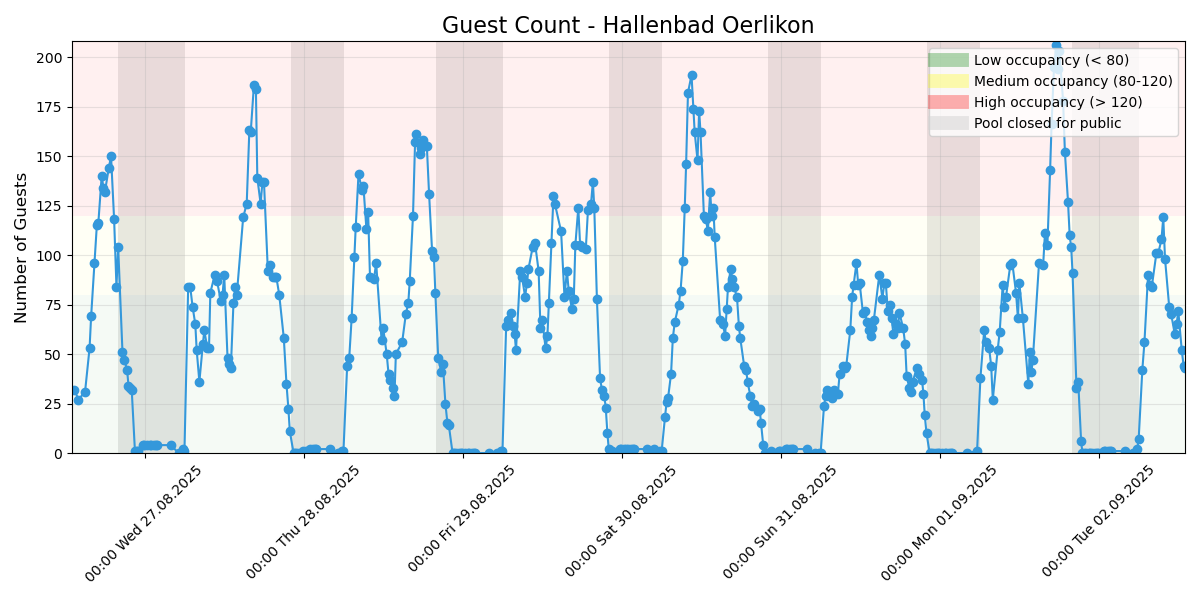 Guest Count - Hallenbad Oerlikon
Number of Guests
200
175
150
125
100
75
50
25
0
Low occupancy (< 80)
Medium occupancy (80-120)
High occupancy (> 120)
Pool closed for public
00:00 Wed 27.08.2025
00:00 Thu 28.08.2025
00:00 Fri 29.08.2025
00:00 Sat 30.08.2025
00:00 Sun 31.08.2025
00:00 Mon 01.09.2025
00:00 Tue 02.09.2025